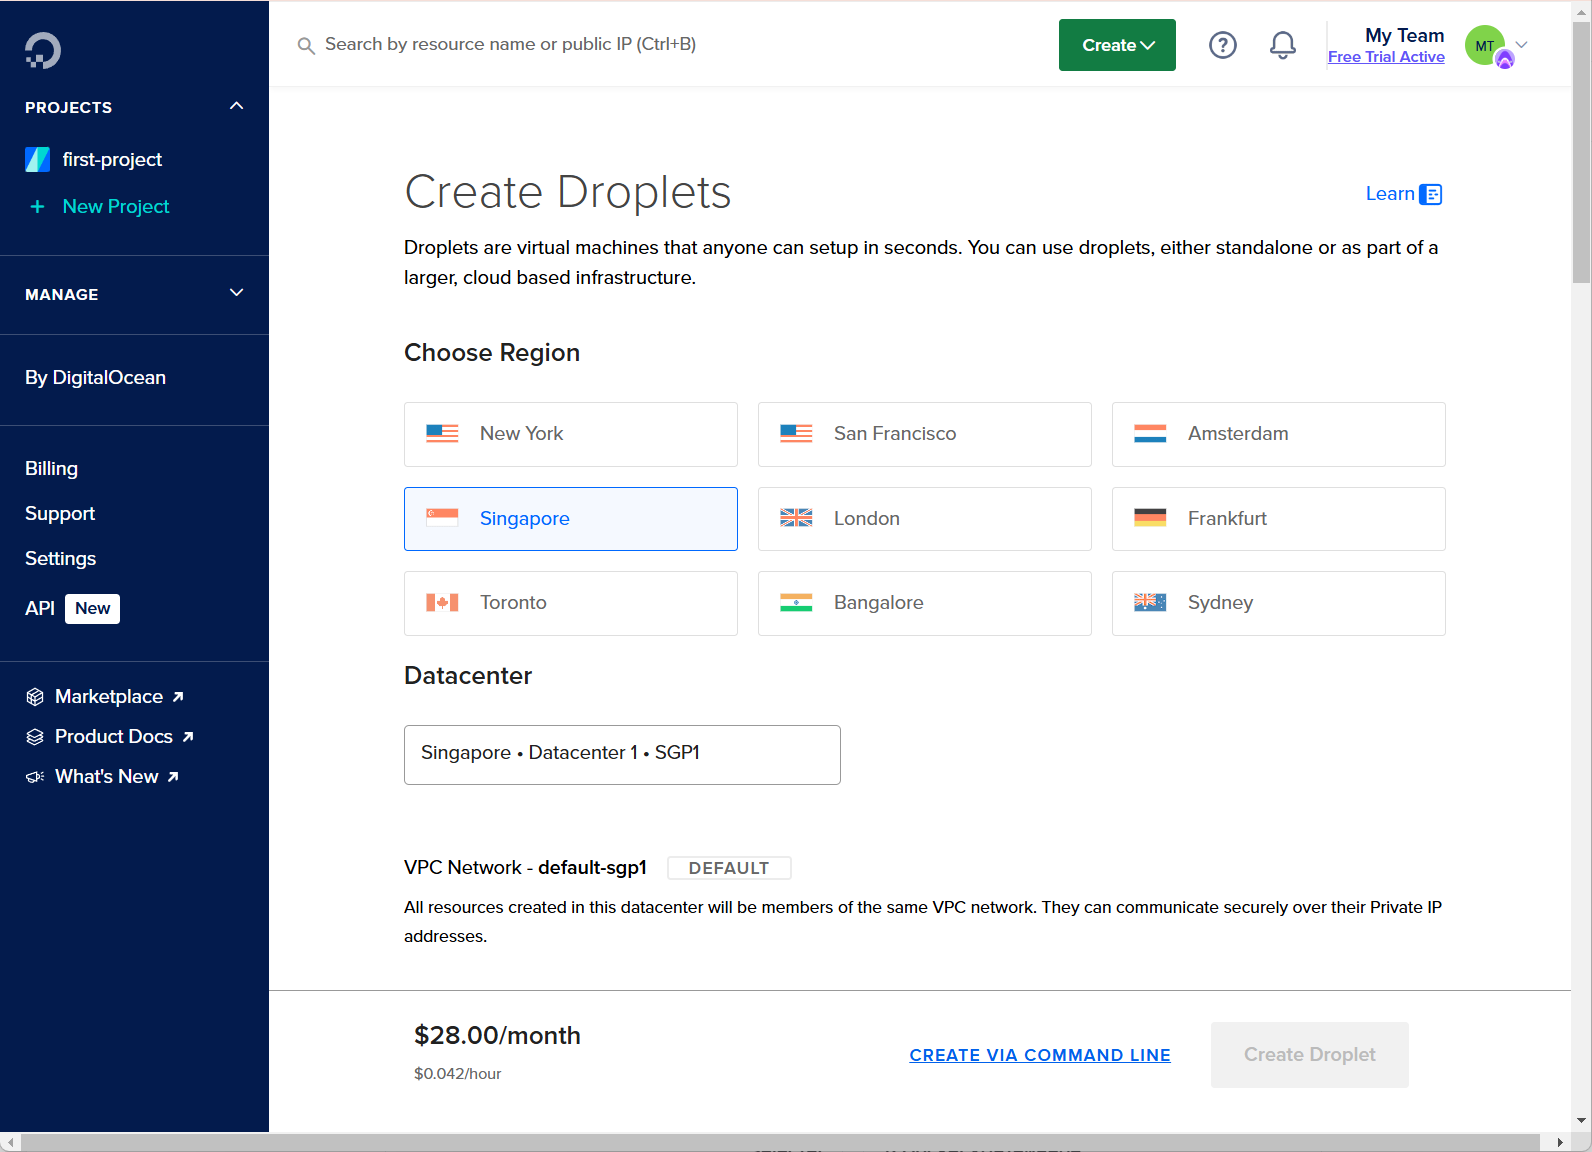 Search by resource name or public IP (Ctrl+B)
Create
My Team
Free Trial Active
MT
PROJECTS
first-project
+ New Project
MANAGE
By DigitalOcean
Billing
Support
Settings
API New
Marketplace
Product Docs
What's New
Create Droplets
Learn
Droplets are virtual machines that anyone can setup in seconds. You can use droplets, either standalone or as part of a
larger, cloud based infrastructure.
Choose Region
New York
San Francisco
Amsterdam
Singapore
London
Frankfurt
Toronto
Bangalore
Sydney
Datacenter
Singapore • Datacenter 1 • SGP1
VPC Network - default-sgp1 DEFAULT
All resources created in this datacenter will be members of the same VPC network. They can communicate securely over their Private IP
addresses.
$28.00/month
$0.042/hour
CREATE VIA COMMAND LINE
Create Droplet